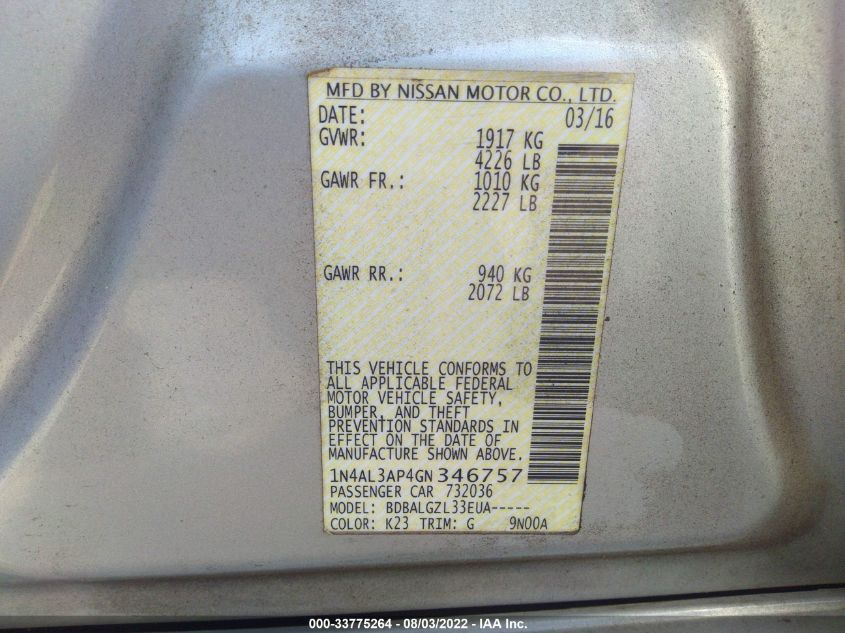 MFD BY NISSAN MOTOR CO., LTD.
DATE: 03/16
GVWR: 1917 KG
4226 LB
GAWR FR.: 1010 KG
2227 LB
GAWR RR.: 940 KG
2072 LB
THIS VEHICLE CONFORMS TO
ALL APPLICABLE FEDERAL
MOTOR VEHICLE SAFETY,
BUMPER, AND THEFT
PREVENTION STANDARDS IN
EFFECT ON THE DATE OF
MANUFACTURE SHOWN ABOVE.
1N4AL3AP4GN346757
PASSENGER CAR 732036
MODEL: BDBALGZL33EUA-----
COLOR: K23 TRIM: G 9N00A
000-33775264 - 08/03/2022 - IAA Inc.